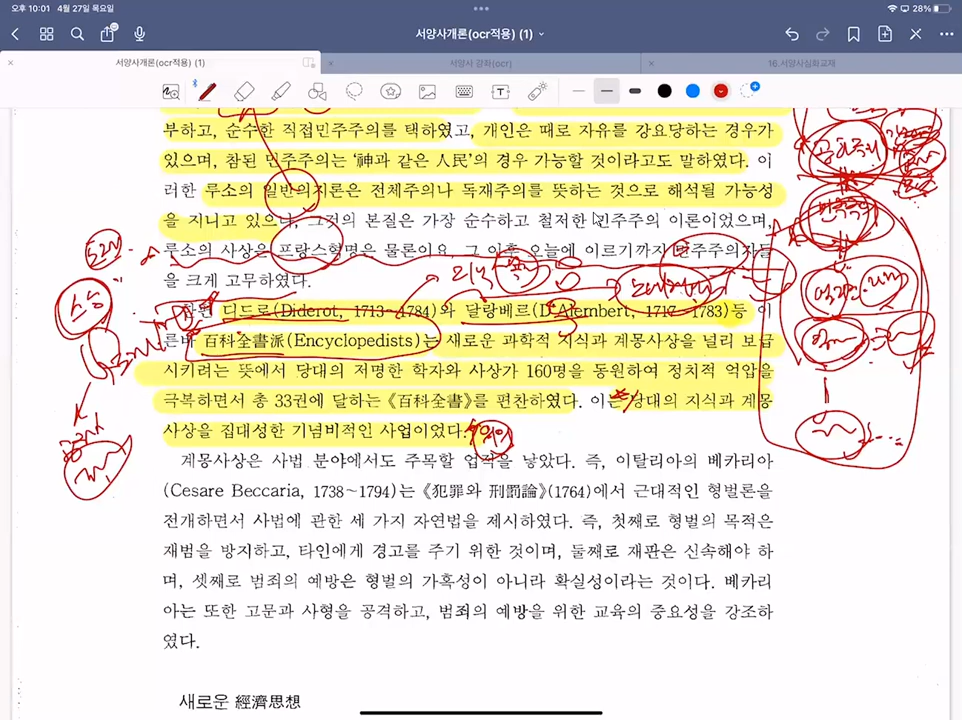 오후 10:01 4월 27일 목요일
28%
서양사개론(ocr적용) (1)
서양사개론(ocr적용) (1)
서양사 강화(ocr)
16.서양사심화교재
부하고, 순수한 직접민주주의를 택하였고, 개인은 때로 자유를 강요당하는 경우가
있으며, 참된 민주주의는 '神과 같은 人民'의 경우 가능할 것이라고도 말하였다. 이
러한 루소의 일반의지론은 전체주의나 독재주의를 뜻하는 것으로 해석될 가능성
을 지니고 있으나, 그것의 본질은 가장 순수하고 철저한 민주주의 이론이었으며,
루소의 사상은 프랑스혁명은 물론이요, 그 이후 오늘에 이르기까지 민주주의자들
을 크게 고무하였다.
디드로(Diderot, 1713~1784)와 달랑베르(D'Alembert, 1717~1783)등 이
른바 百科全書派(Encyclopedists)는 새로운 과학적 지식과 계몽사상을 널리 보급
시키려는 뜻에서 당대의 저명한 학자와 사상가 160명을 동원하여 정치적 억압을
극복하면서 총 33권에 달하는 《百科全書》를 편찬하였다. 이는 당대의 지식과 계몽
사상을 집대성한 기념비적인 사업이었다.
계몽사상은 사법 분야에서도 주목할 업적을 낳았다. 즉, 이탈리아의 베카리아
(Cesare Beccaria, 1738~1794)는 《犯罪와 刑罰論》(1764)에서 근대적인 형벌론을
전개하면서 사법에 관한 세 가지 자연법을 제시하였다. 즉, 첫째로 형벌의 목적은
재범을 방지하고, 타인에게 경고를 주기 위한 것이며, 둘째로 재판은 신속해야 하
며, 셋째로 범죄의 예방은 형벌의 가혹성이 아니라 확실성이라는 것이다. 베카리
아는 또한 고문과 사형을 공격하고, 범죄의 예방을 위한 교육의 중요성을 강조하
였다.
새로운 經濟思想